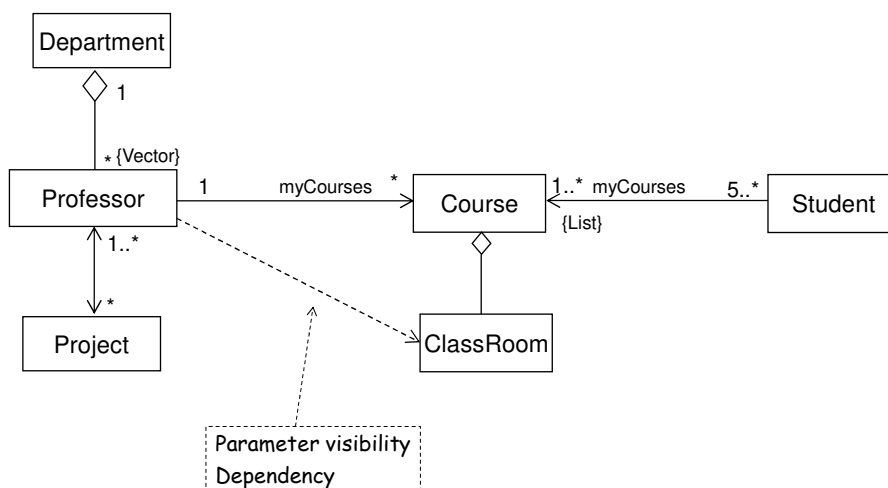 Department
1
* {Vector}
Professor
1
myCourses
*
Course
1..*
myCourses
5..*
Student
{List}
1..*
*
Project
ClassRoom
Parameter visibility
Dependency